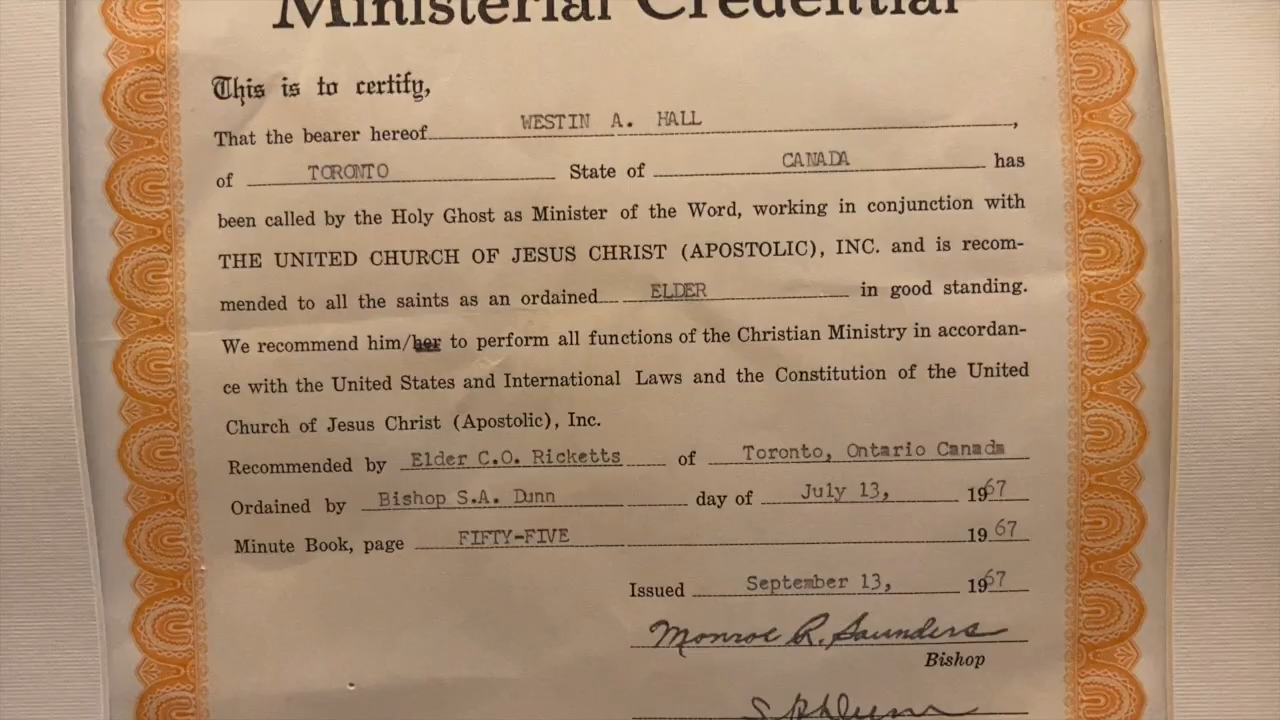 Ministerial Credential
This is to certify,
That the bearer hereof WESTIN A. HALL,
of TORONTO State of CANADA has
been called by the Holy Ghost as Minister of the Word, working in conjunction with
THE UNITED CHURCH OF JESUS CHRIST (APOSTOLIC), INC. and is recom-
mended to all the saints as an ordained ELDER in good standing.
We recommend him/her to perform all functions of the Christian Ministry in accordan-
ce with the United States and International Laws and the Constitution of the United
Church of Jesus Christ (Apostolic), Inc.
Recommended by Elder C.O. Ricketts of Toronto, Ontario Canada
Ordained by Bishop S.A. Dunn day of July 13, 1967
Minute Book, page FIFTY-FIVE 1967
Issued September 13, 1967
Monroe R. Saunders
Bishop